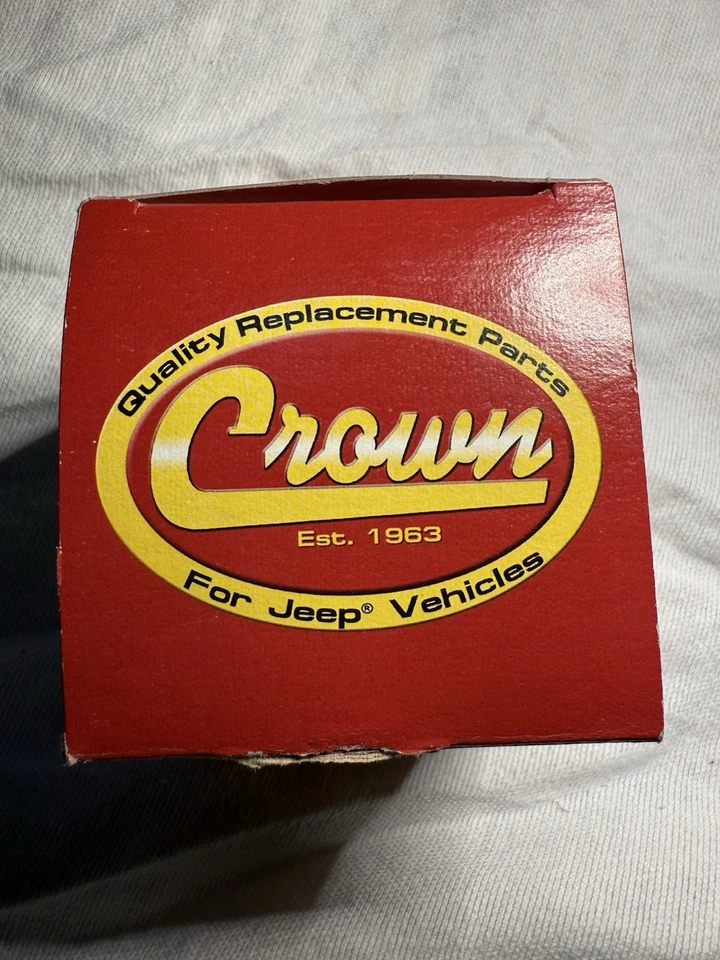 Quality Replacement Parts
Crown
Est. 1963
For Jeep® Vehicles